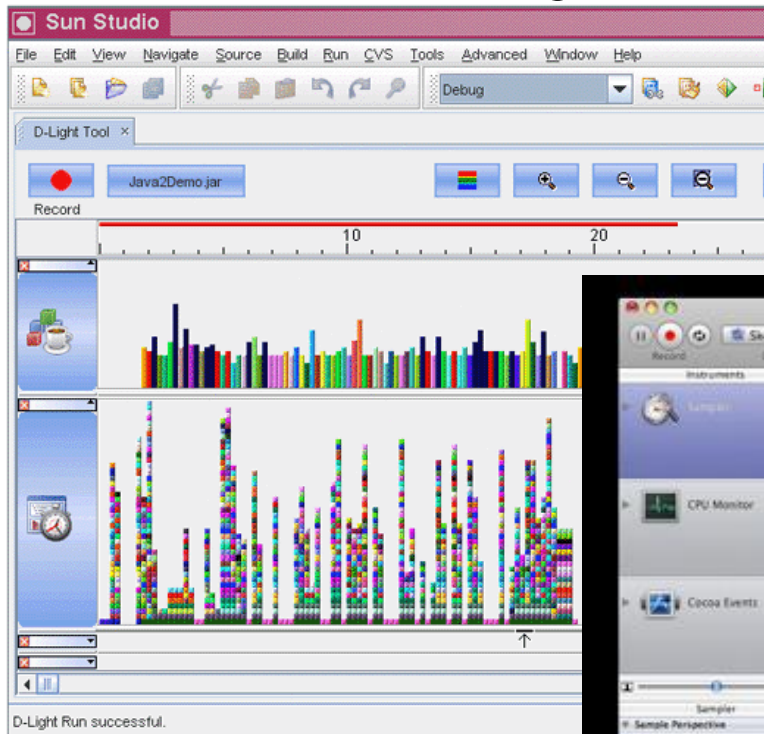 Sun Studio
File Edit View Navigate Source Build Run CVS Tools Advanced Window Help
Debug
D-Light Tool ×
Java2Demo.jar
Record
10 20
Record
Instruments
Sampler
CPU Monitor
Cocoa Events
Sampler
Sample Perspective
D-Light Run successful.